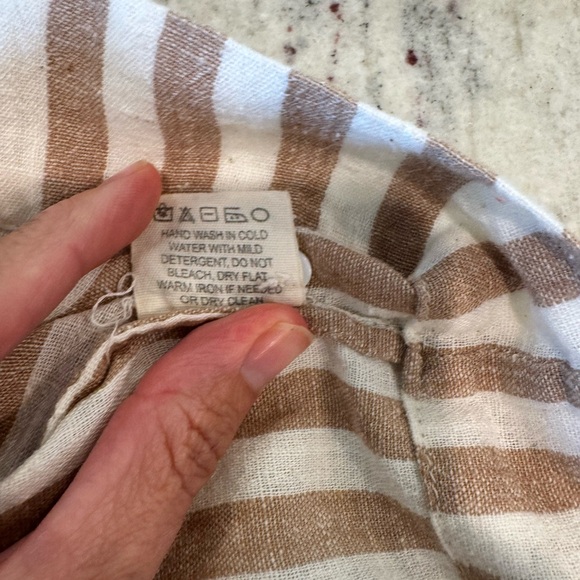 HAND WASH IN COLD
WATER WITH MILD
DETERGENT, DO NOT
BLEACH, DRY FLAT
WARM IRON IF NEEDED
OR DRY CLEAN